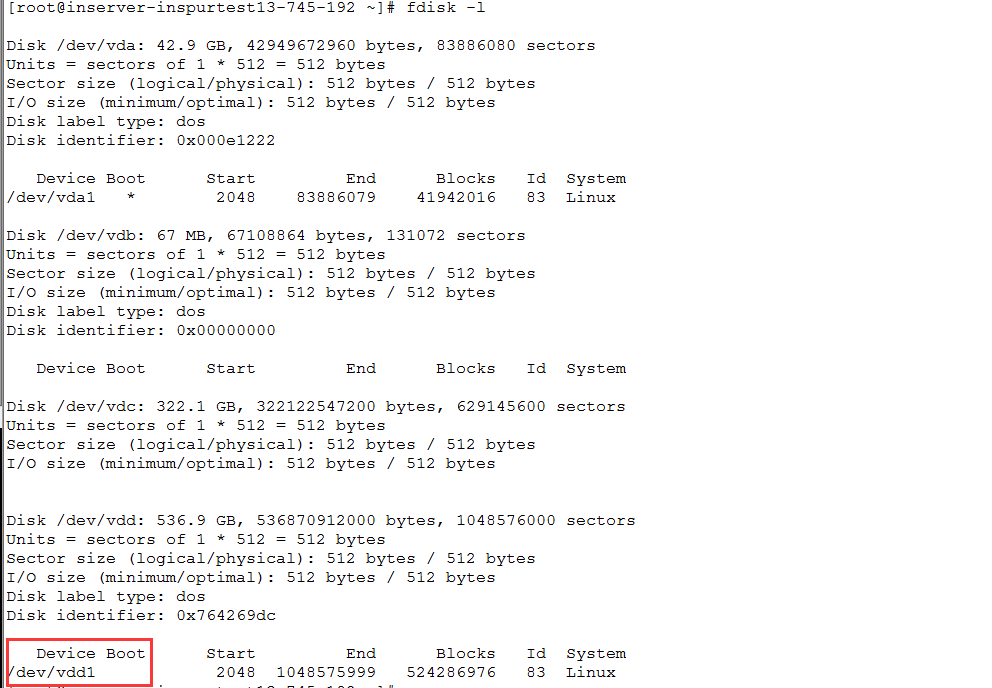 [root@inserver-inspurtest13-745-192 ~]# fdisk -l
Disk /dev/vda: 42.9 GB, 42949672960 bytes, 83886080 sectors
Units = sectors of 1 * 512 = 512 bytes
Sector size (logical/physical): 512 bytes / 512 bytes
I/O size (minimum/optimal): 512 bytes / 512 bytes
Disk label type: dos
Disk identifier: 0x000e1222
Device Boot Start End Blocks Id System
/dev/vda1 * 2048 83886079 41942016 83 Linux
Disk /dev/vdb: 67 MB, 67108864 bytes, 131072 sectors
Units = sectors of 1 * 512 = 512 bytes
Sector size (logical/physical): 512 bytes / 512 bytes
I/O size (minimum/optimal): 512 bytes / 512 bytes
Disk label type: dos
Disk identifier: 0x00000000
Device Boot Start End Blocks Id System
Disk /dev/vdc: 322.1 GB, 322122547200 bytes, 629145600 sectors
Units = sectors of 1 * 512 = 512 bytes
Sector size (logical/physical): 512 bytes / 512 bytes
I/O size (minimum/optimal): 512 bytes / 512 bytes
Disk /dev/vdd: 536.9 GB, 536870912000 bytes, 1048576000 sectors
Units = sectors of 1 * 512 = 512 bytes
Sector size (logical/physical): 512 bytes / 512 bytes
I/O size (minimum/optimal): 512 bytes / 512 bytes
Disk label type: dos
Disk identifier: 0x764269dc
Device Boot Start End Blocks Id System
/dev/vdd1 2048 1048575999 524286976 83 Linux